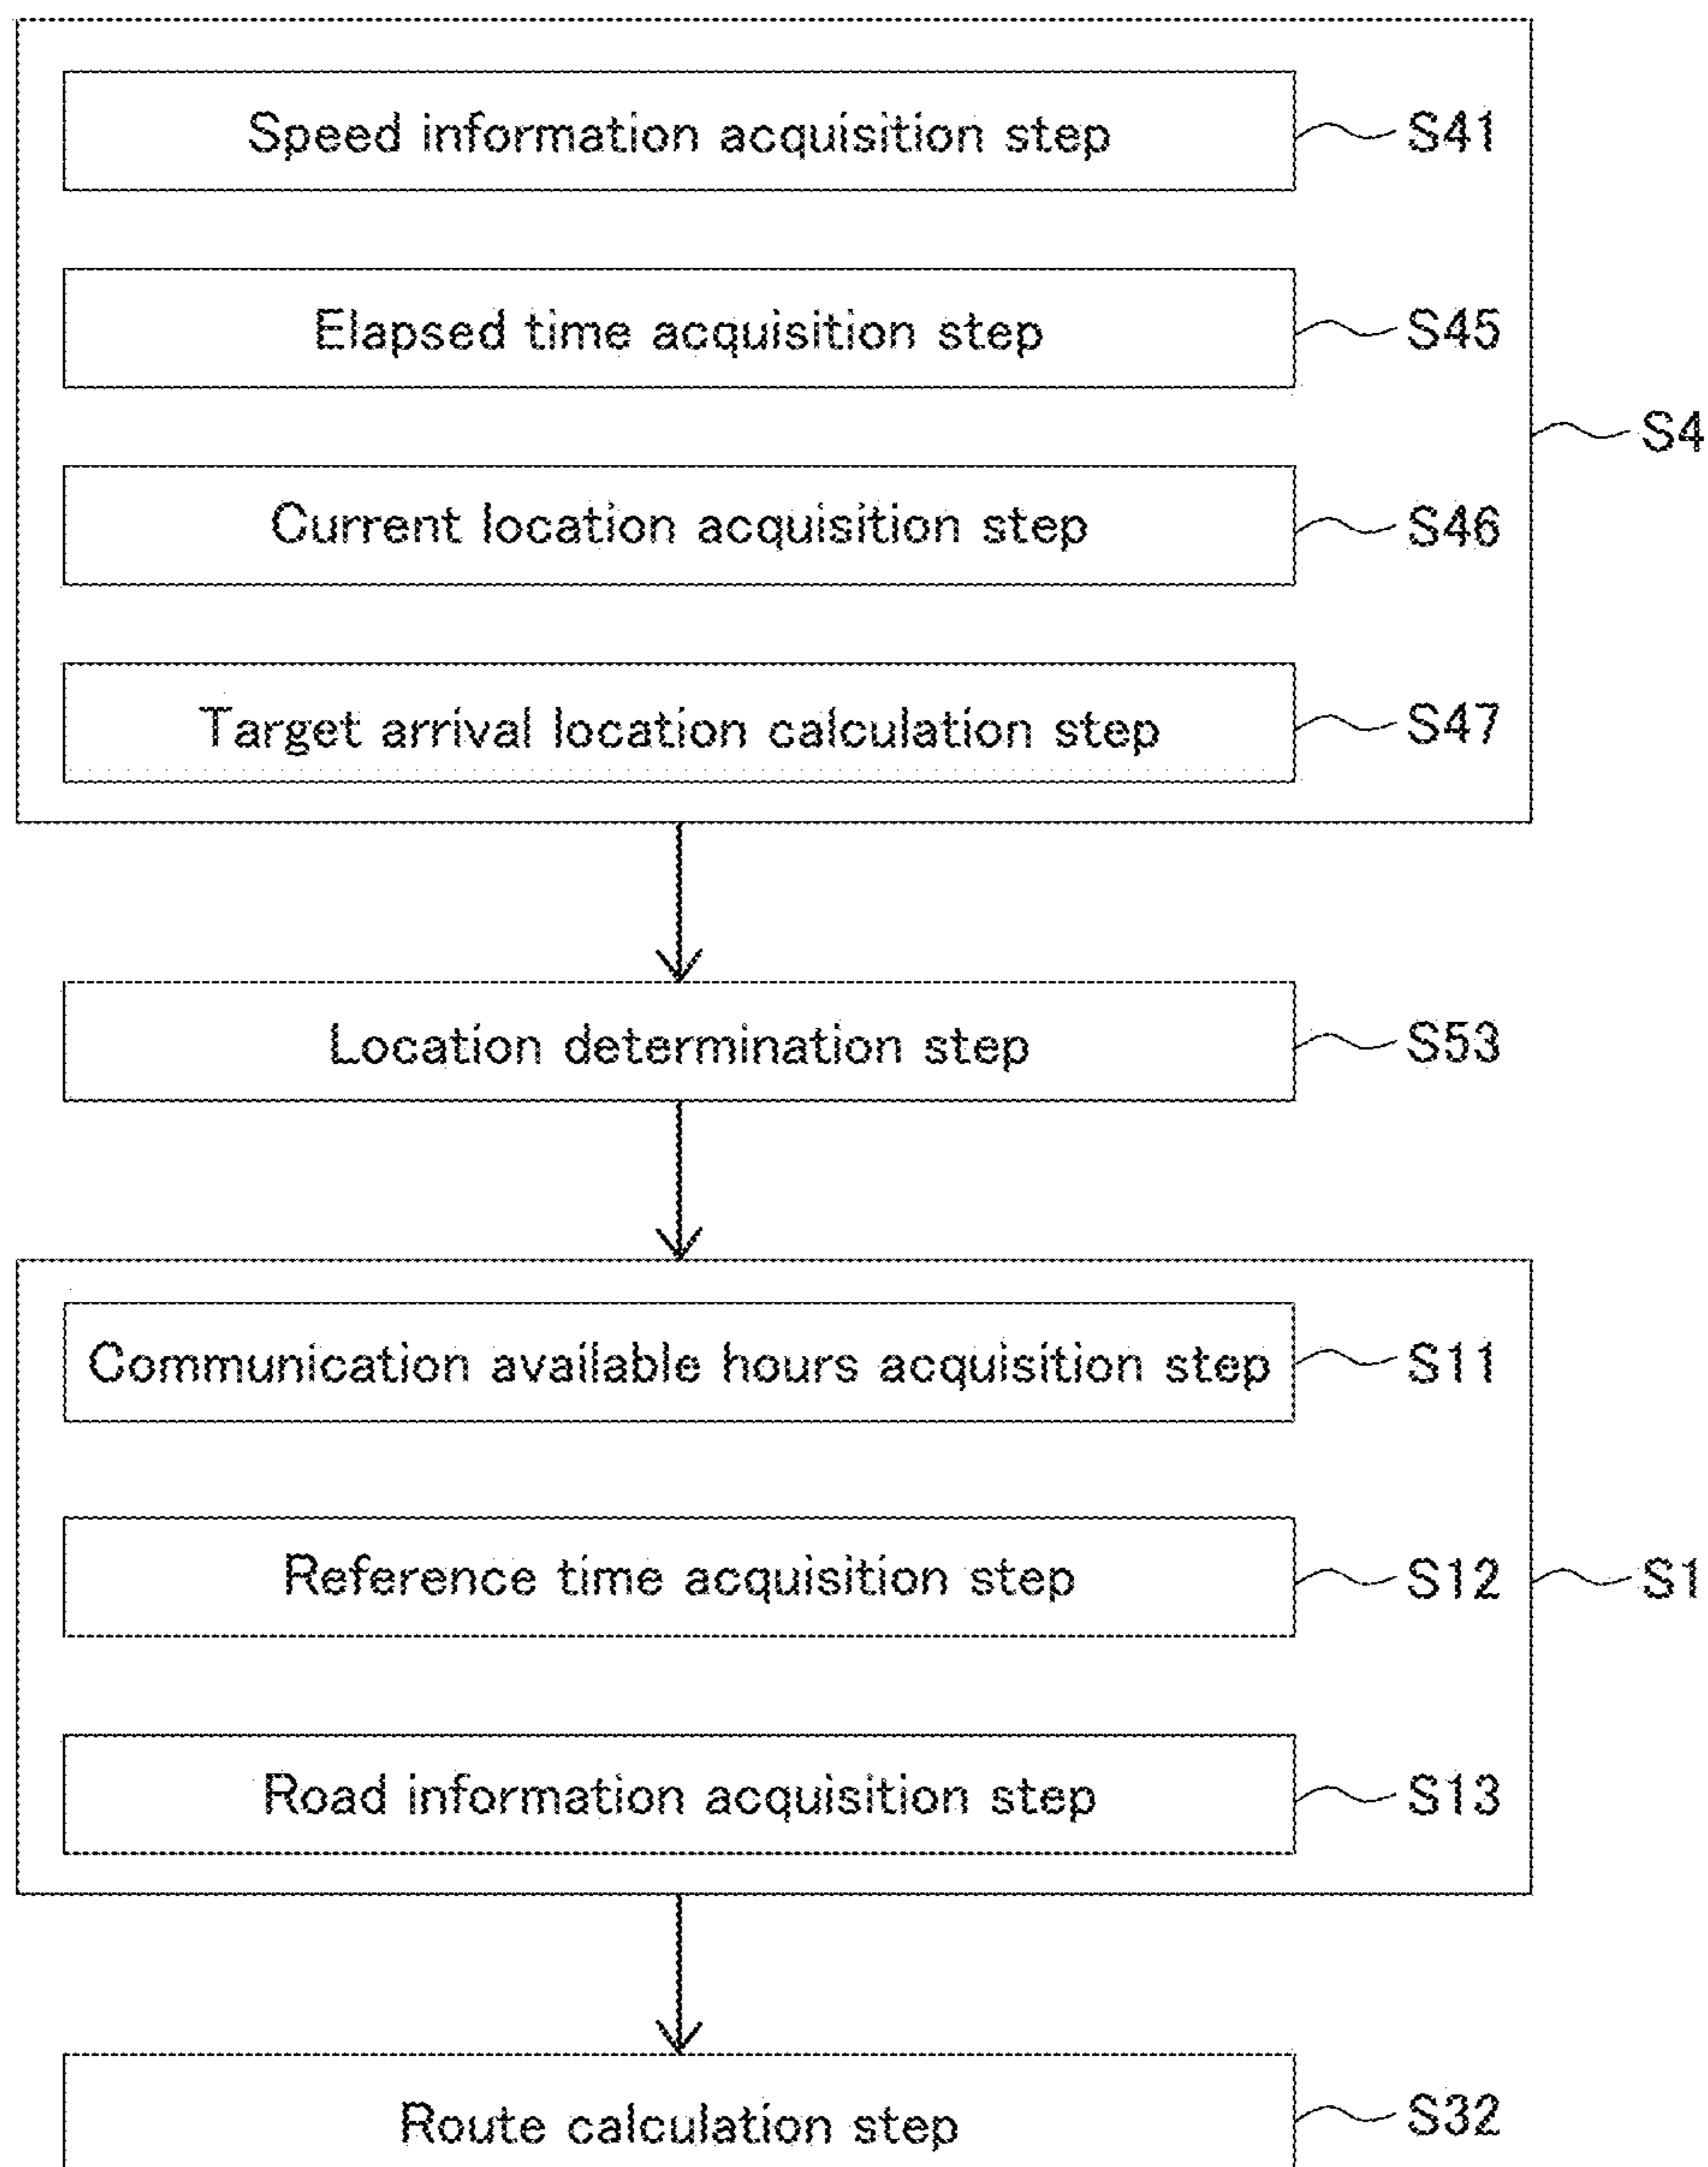 Speed information acquisition step S41
Elapsed time acquisition step S45
S4
Current location acquisition step S46
Target arrival location calculation step S47
Location determination step S53
Communication available hours acquisition step S11
Reference time acquisition step S12 S1
Road information acquisition step S13
Route calculation step S32